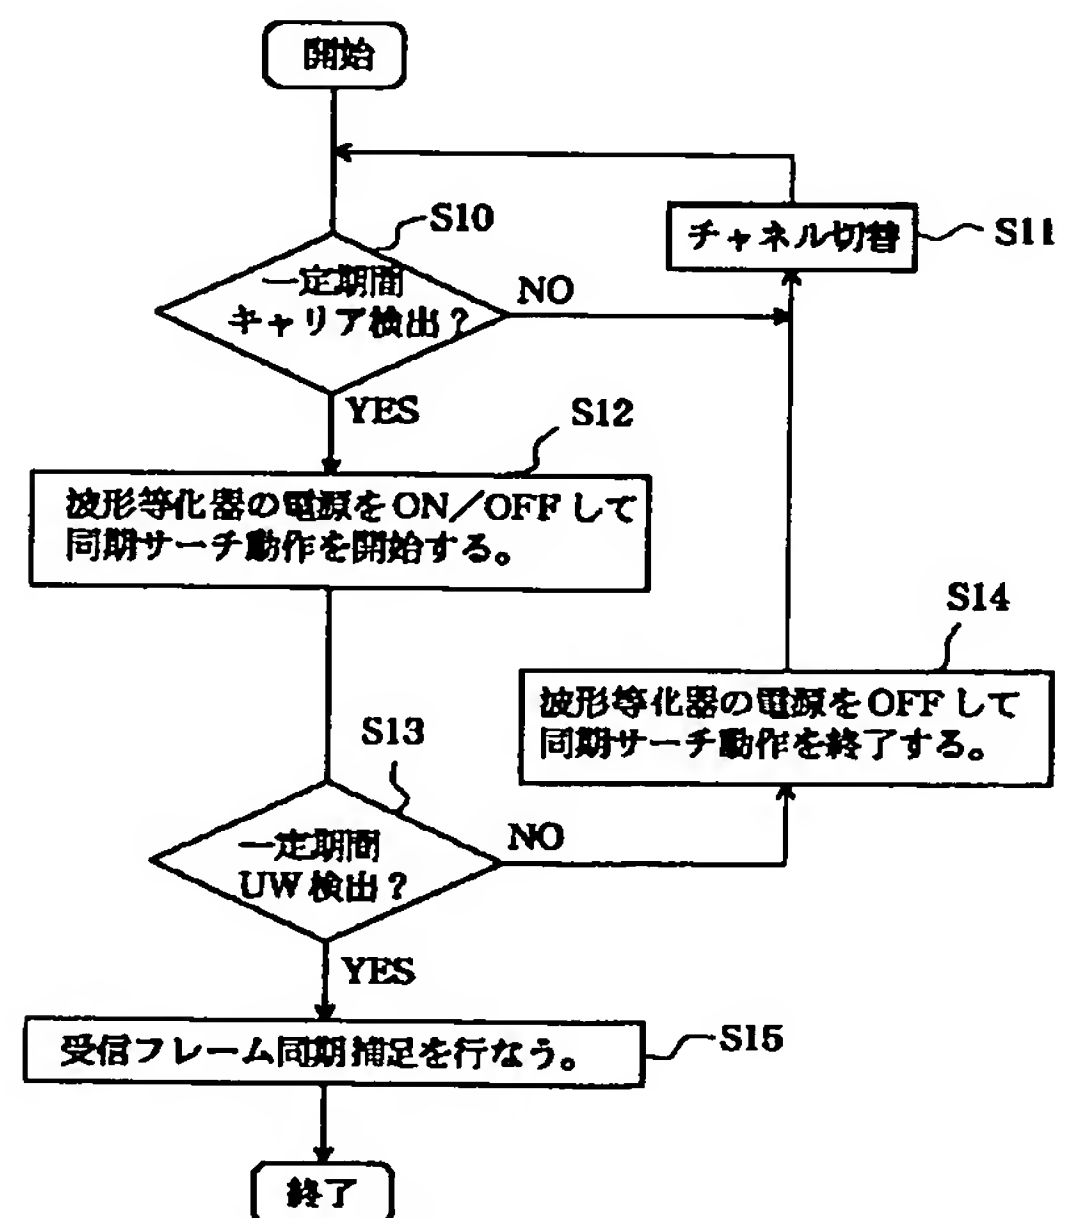 開始
S10
チャネル切替
S11
一定期間
キャリア検出?
NO
YES
S12
波形等化器の電源をON/OFFして
同期サーチ動作を開始する。
S14
波形等化器の電源をOFFして
同期サーチ動作を終了する。
S13
一定期間
UW検出?
NO
YES
受信フレーム同期補足を行なう。
S15
終了